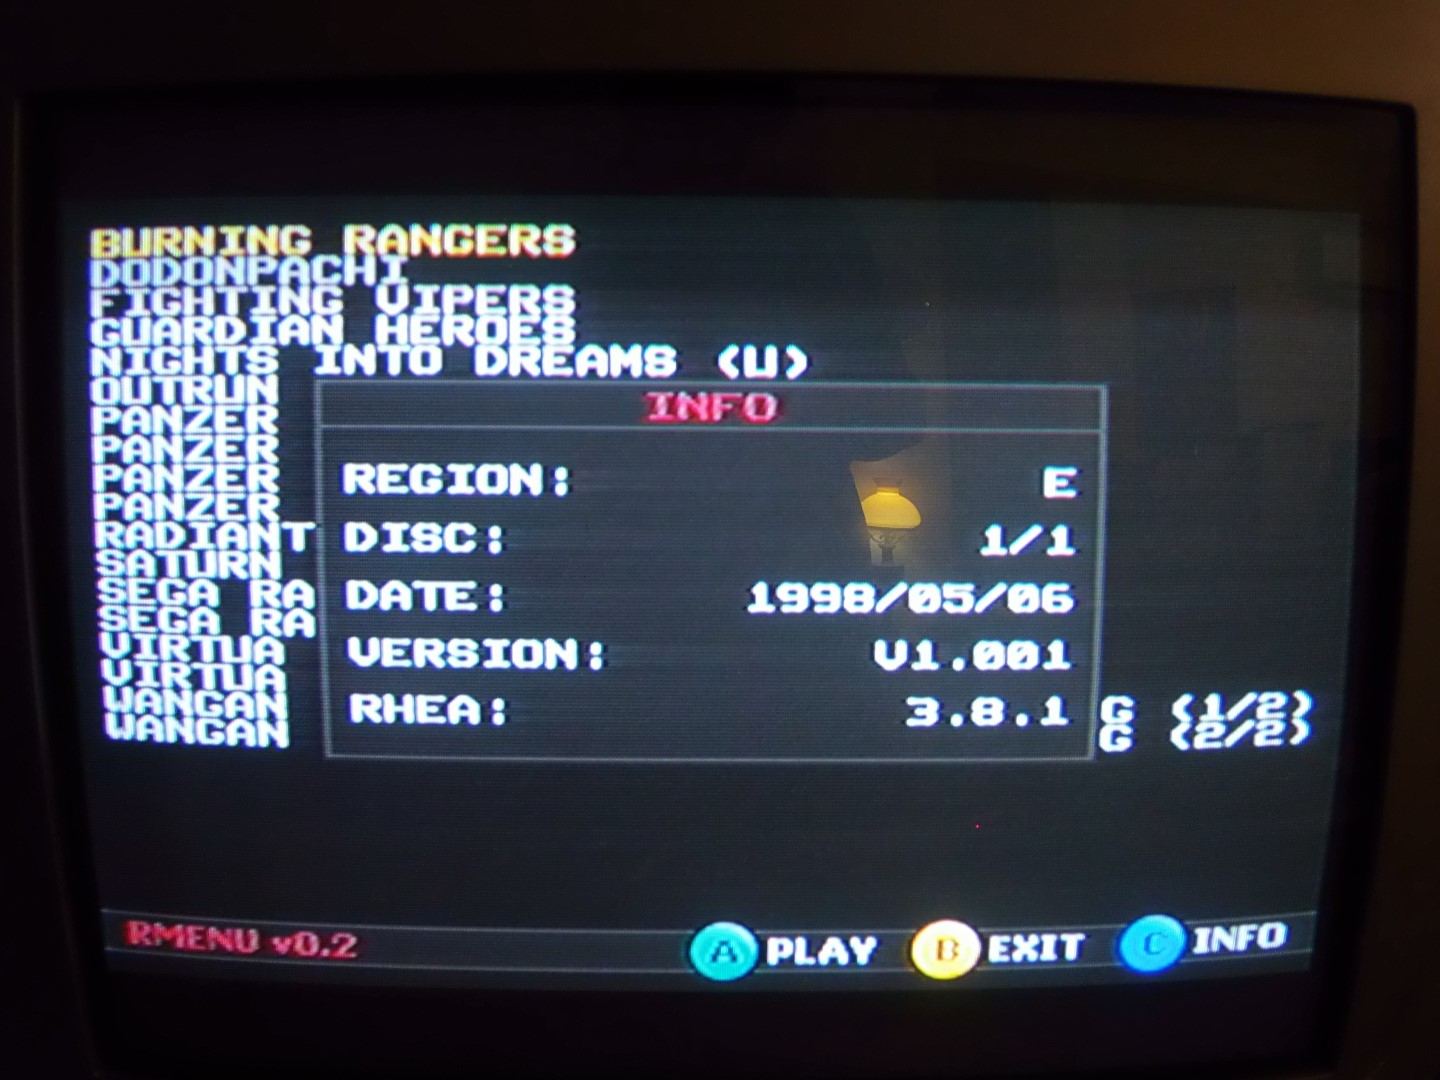 BURNING RANGERS
DODONPACHI
FIGHTING VIPERS
GUARDIAN HEROES
NIGHTS INTO DREAMS (U)
OUTRUN
PANZER
PANZER
PANZER
PANZER
RADIANT
SATURN
SEGA RA
SEGA RA
VIRTUA
VIRTUA
WANGAN G (1/2)
WANGAN G (2/2)
INFO
REGION: E
DISC: 1/1
DATE: 1998/05/06
VERSION: V1.001
RHEA: 3.8.1
RMENU v0.2 A PLAY B EXIT C INFO